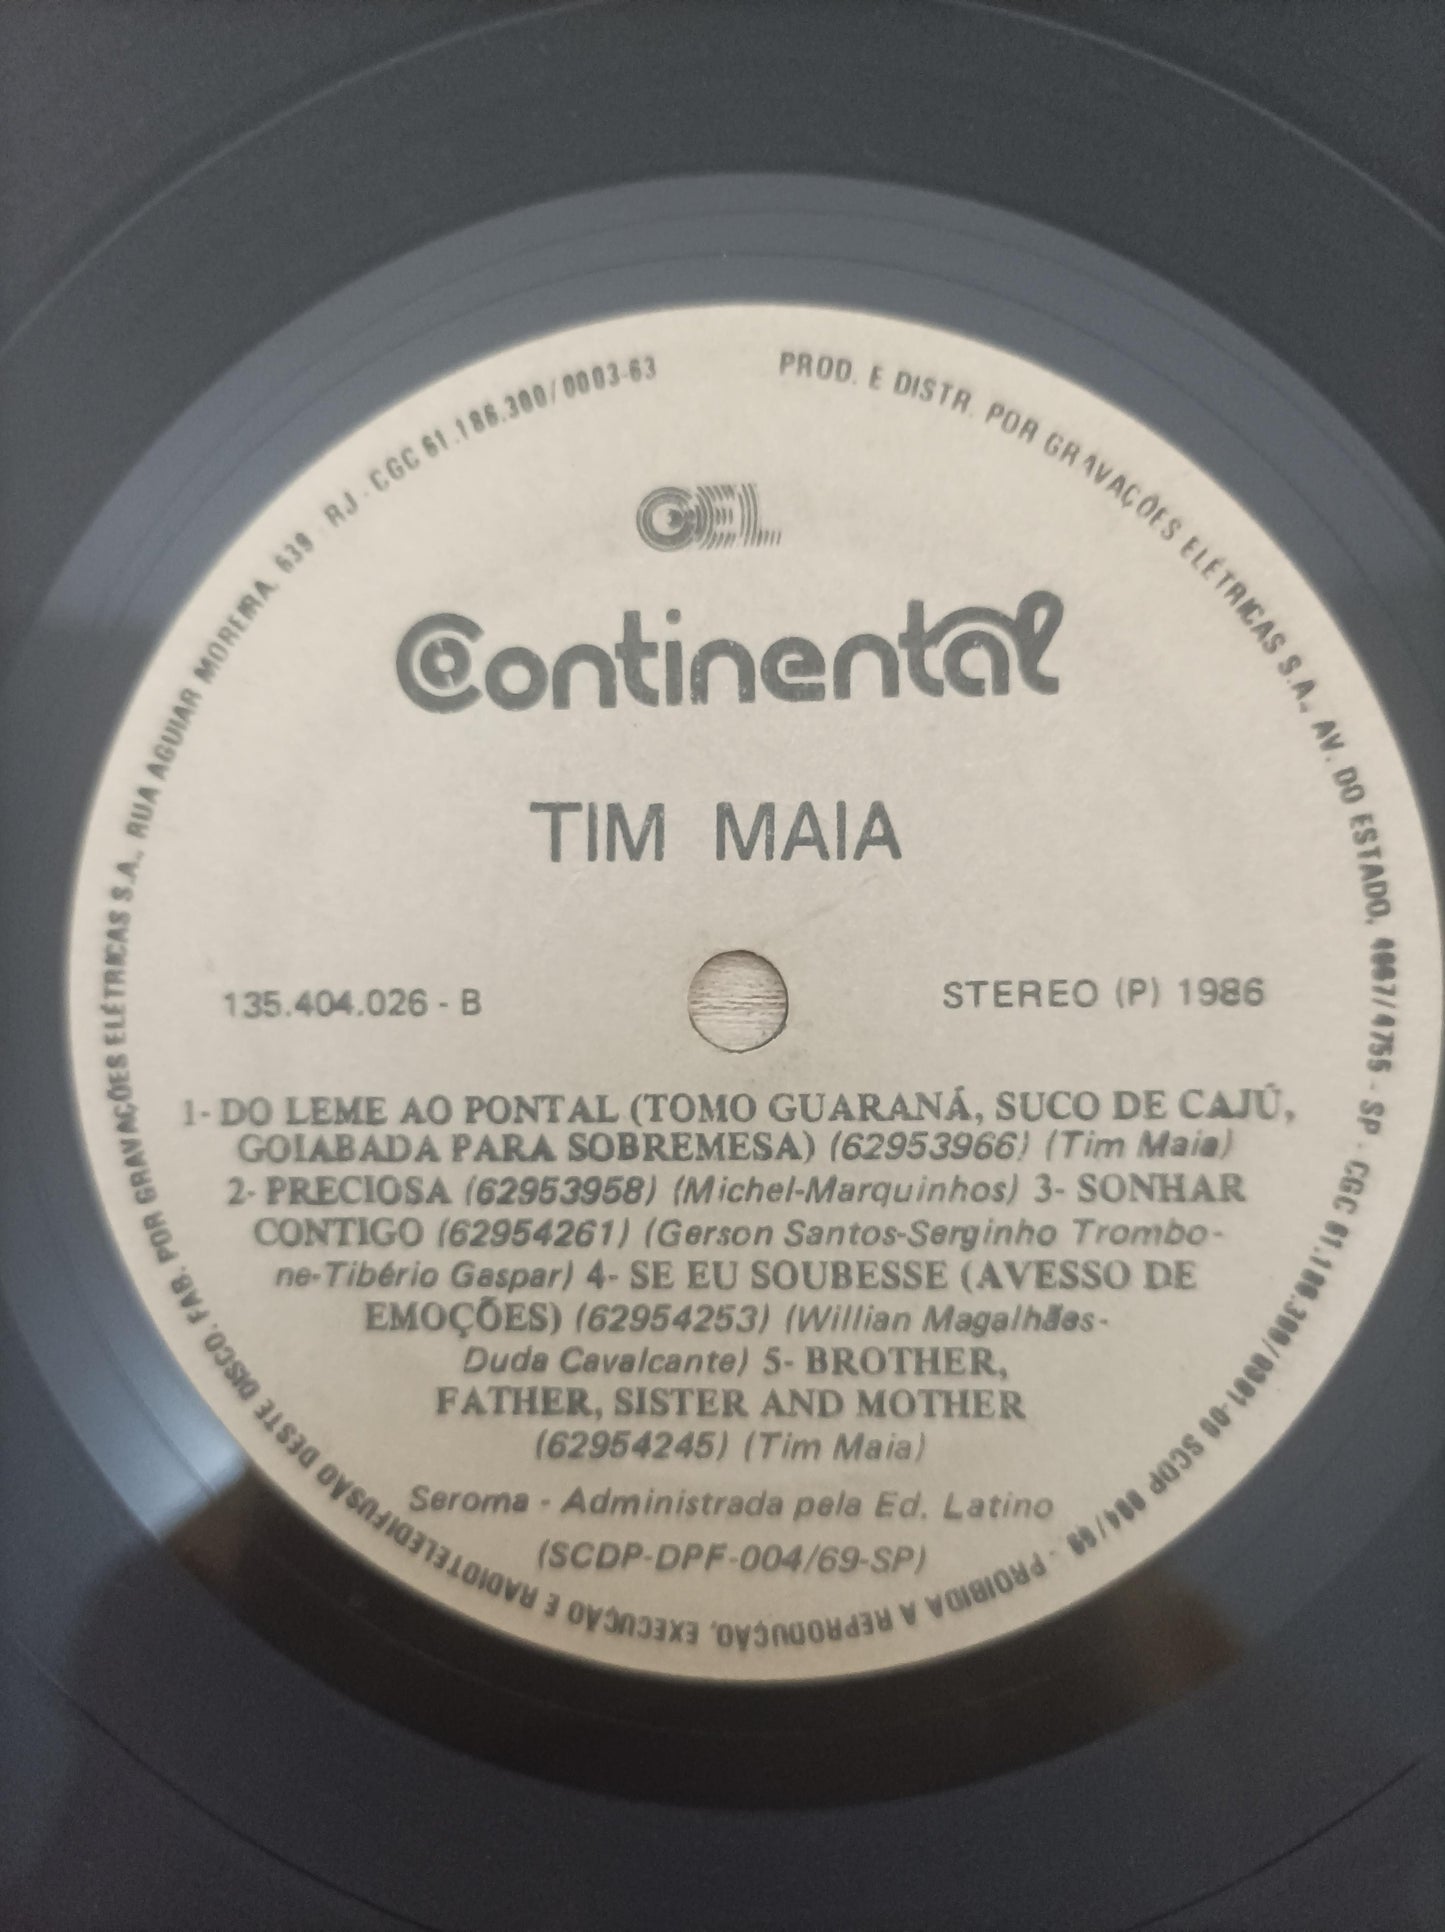 GEL
Continental
TIM MAIA
135.404.026 - B
STEREO (P) 1986
1- DO LEME AO PONTAL (TOMO GUARANÁ, SUCO DE CAJÚ,
GOIABADA PARA SOBREMESA) (62953966) (Tim Maia)
2- PRECIOSA (62953958) (Michel-Marquinhos) 3- SONHAR
CONTIGO (62954261) (Gerson Santos-Serginho Trombo-
ne-Tibério Gaspar) 4- SE EU SOUBESSE (AVESSO DE
EMOÇÕES) (62954253) (Willian Magalhães-
Duda Cavalcante) 5- BROTHER,
FATHER, SISTER AND MOTHER
(62954245) (Tim Maia)
Seroma - Administrada pela Ed. Latino
(SCDP-DPF-004/69-SP)
PROD. E DISTR. POR GRAVAÇÕES ELÉTRICAS S.A., AV. DO ESTADO, 4667/4755 - SP - CGC 61.186.300/0001-00 SCDP 004/69 - PROIBIDA A REPRODUÇÃO, EXECUÇÃO E RADIOTELEDIFUSÃO DESTE DISCO. FAB. POR GRAVAÇÕES ELÉTRICAS S.A., RUA AGUIAR MOREIRA, 639 - RJ - CGC 61.186.300/0003-63